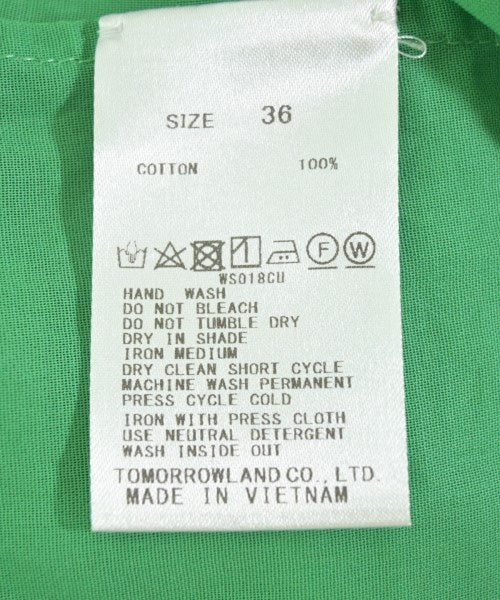 SIZE 36
COTTON 100%
F W
WS018CU
HAND WASH
DO NOT BLEACH
DO NOT TUMBLE DRY
DRY IN SHADE
IRON MEDIUM
DRY CLEAN SHORT CYCLE
MACHINE WASH PERMANENT
PRESS CYCLE COLD
IRON WITH PRESS CLOTH
USE NEUTRAL DETERGENT
WASH INSIDE OUT
TOMORROWLAND CO., LTD.
MADE IN VIETNAM